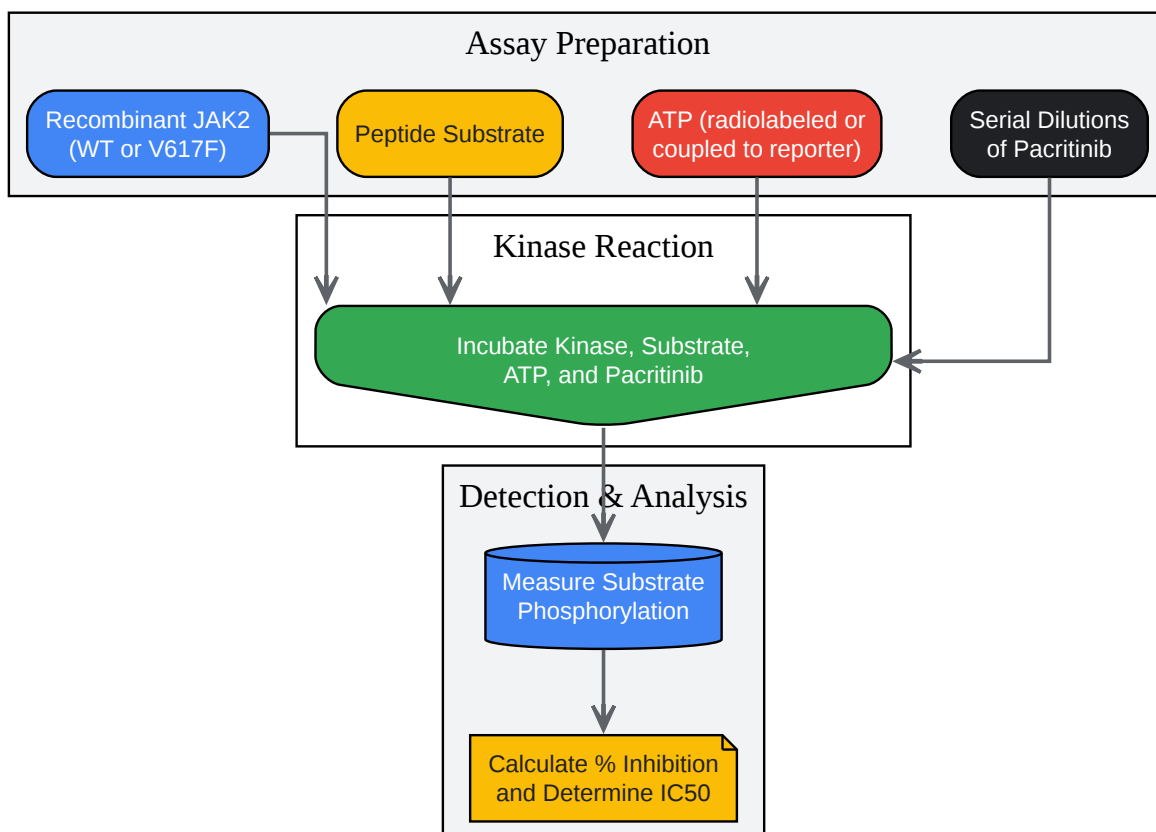 Assay Preparation
Recombinant JAK2
(WT or V617F)
Peptide Substrate
ATP (radiolabeled or
coupled to reporter)
Serial Dilutions
of Pacritinib
Kinase Reaction
Incubate Kinase, Substrate,
ATP, and Pacritinib
Detection & Analysis
Measure Substrate
Phosphorylation
Calculate % Inhibition
and Determine IC50